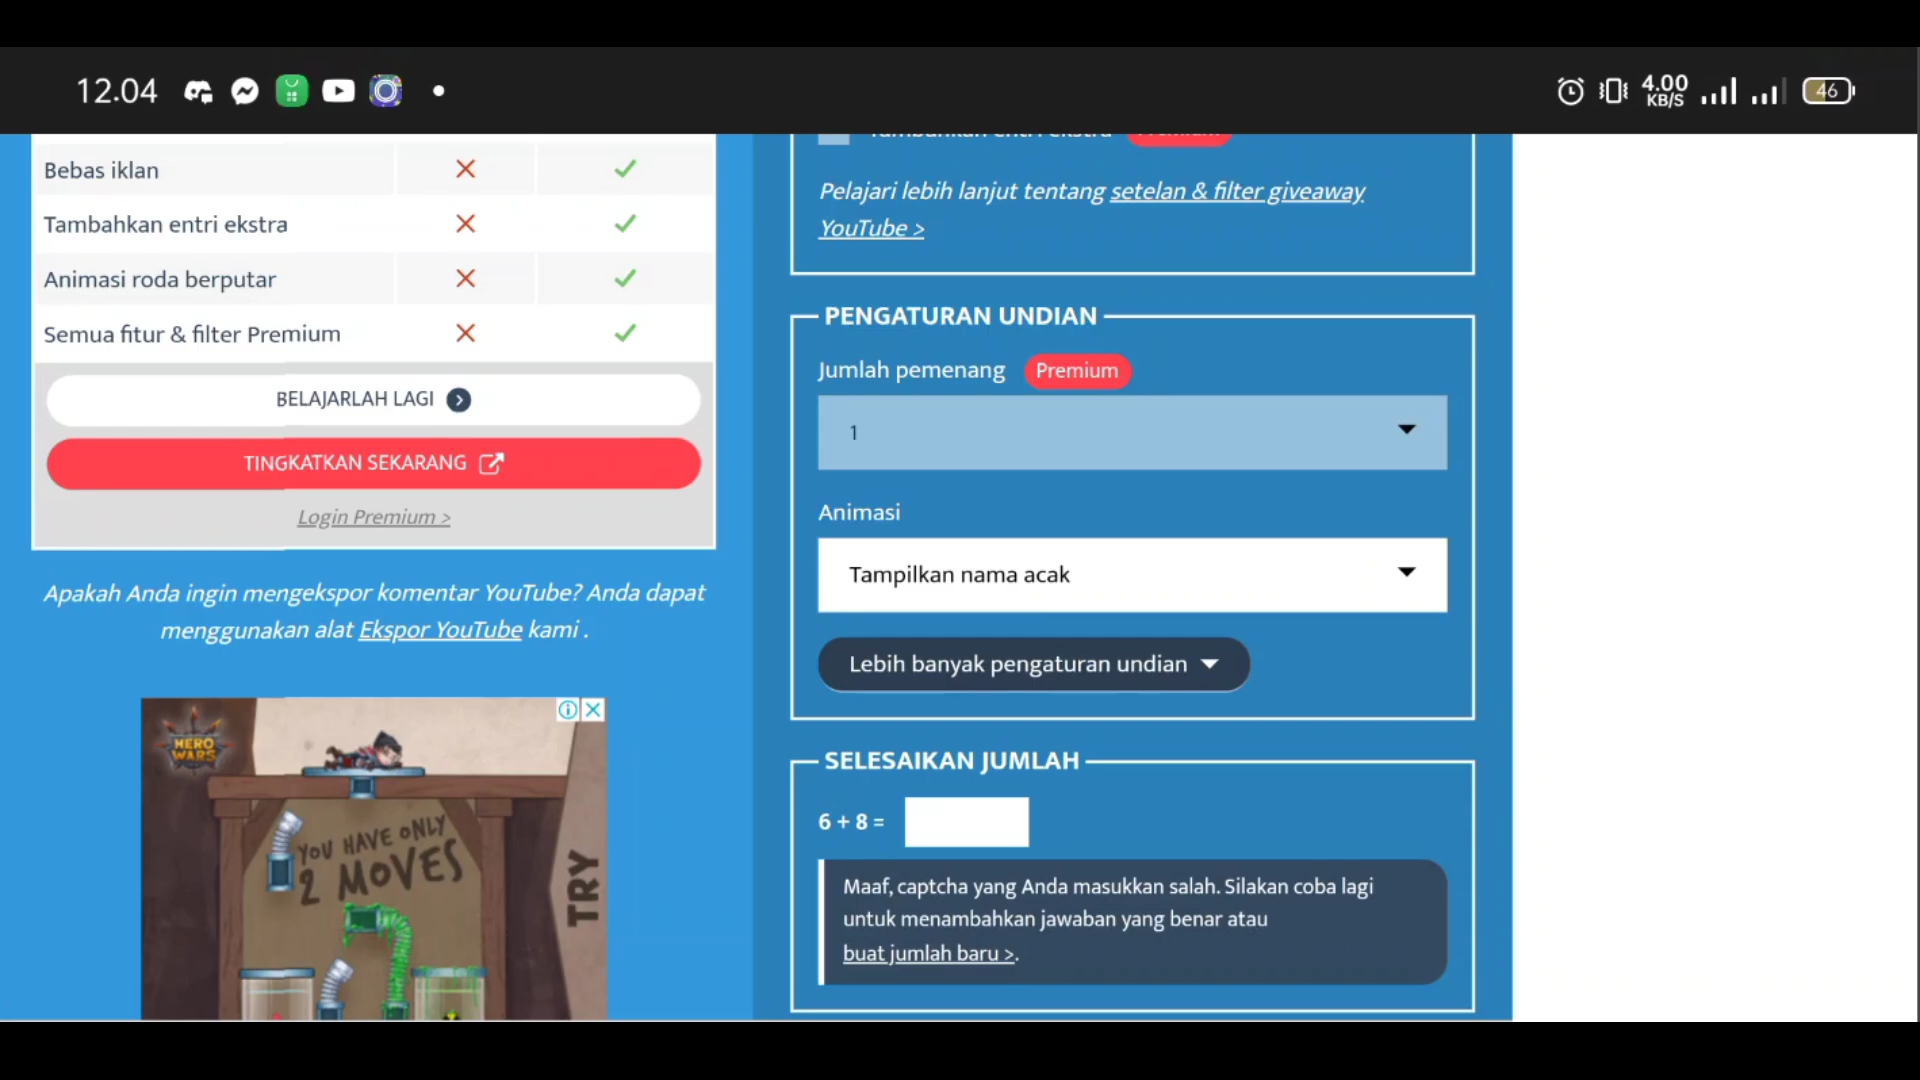 12.04
4.00
KB/S
46
Bebas iklan
Tambahkan entri ekstra
Animasi roda berputar
Semua fitur & filter Premium
BELAJARLAH LAGI
TINGKATKAN SEKARANG
Login Premium >
Apakah Anda ingin mengekspor komentar YouTube? Anda dapat
menggunakan alat Ekspor YouTube kami .
HERO
WARS
YOU HAVE ONLY
2 MOVES
TRY
Tambahkan entri ekstra Premium
Pelajari lebih lanjut tentang setelan & filter giveaway
YouTube >
PENGATURAN UNDIAN
Jumlah pemenang Premium
1
Animasi
Tampilkan nama acak
Lebih banyak pengaturan undian
SELESAIKAN JUMLAH
6 + 8 =
Maaf, captcha yang Anda masukkan salah. Silakan coba lagi
untuk menambahkan jawaban yang benar atau
buat jumlah baru >.